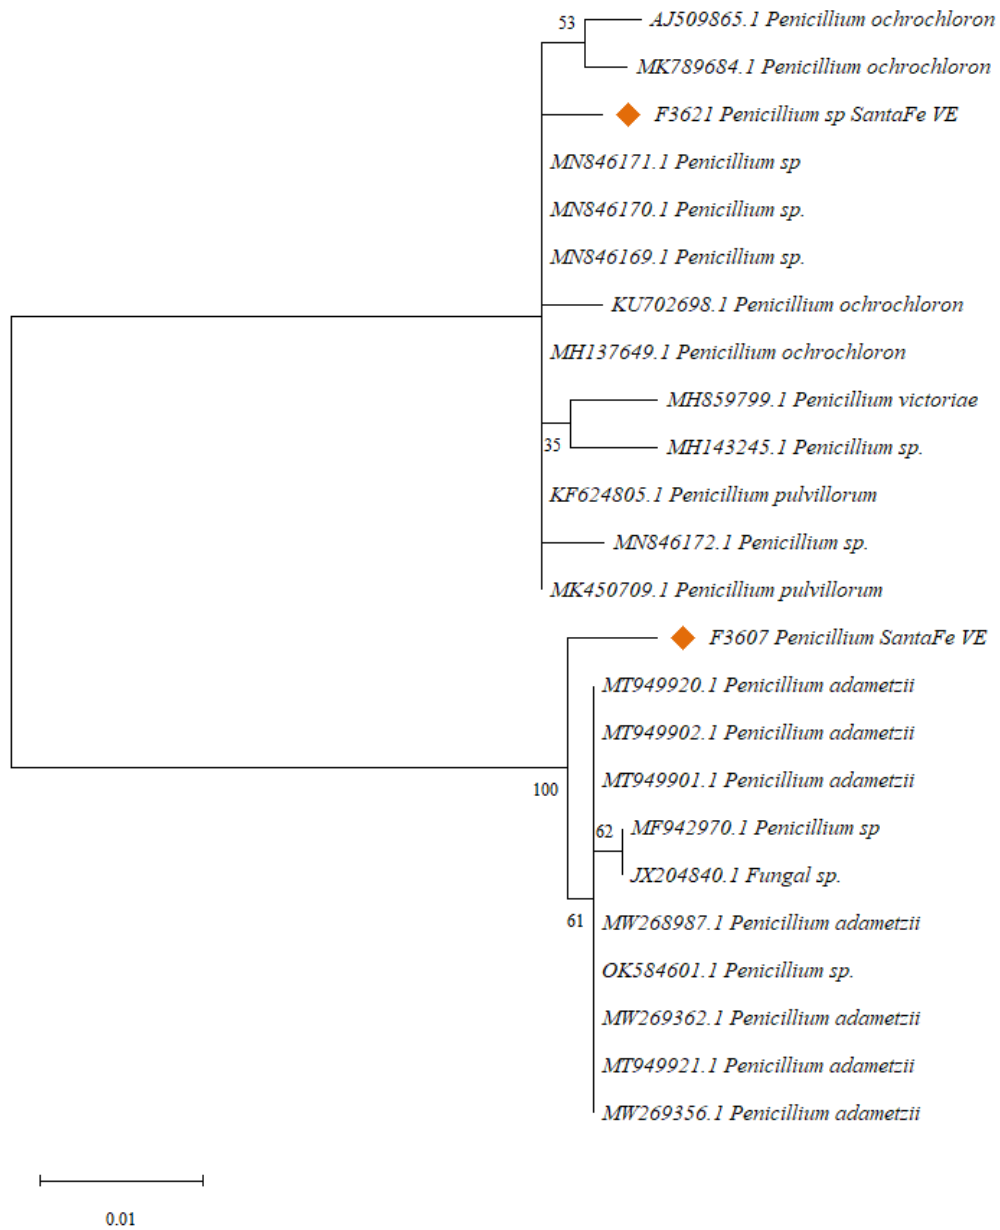 53
AJ509865.1 Penicillium ochrochloron
MK789684.1 Penicillium ochrochloron
F3621 Penicillium sp SantaFe VE
MN846171.1 Penicillium sp
MN846170.1 Penicillium sp.
MN846169.1 Penicillium sp.
KU702698.1 Penicillium ochrochloron
MH137649.1 Penicillium ochrochloron
MH859799.1 Penicillium victoriae
35
MH143245.1 Penicillium sp.
KF624805.1 Penicillium pulvillorum
MN846172.1 Penicillium sp.
MK450709.1 Penicillium pulvillorum
F3607 Penicillium SantaFe VE
MT949920.1 Penicillium adametzii
MT949902.1 Penicillium adametzii
MT949901.1 Penicillium adametzii
100
62
MF942970.1 Penicillium sp
JX204840.1 Fungal sp.
61
MW268987.1 Penicillium adametzii
OK584601.1 Penicillium sp.
MW269362.1 Penicillium adametzii
MT949921.1 Penicillium adametzii
MW269356.1 Penicillium adametzii
0.01